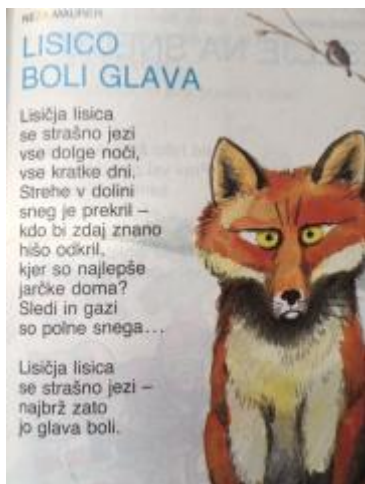 NEŽA MAURER
LISICO
BOLI GLAVA
Lisičja lisica
se strašno jezi
vse dolge noči,
vse kratke dni.
Strehe v dolini
sneg je prekril –
kdo bi zdaj znano
hišo odkril,
kjer so najlepše
jarčke doma?
Sledi in gazi
so polne snega...
Lisičja lisica
se strašno jezi –
najbrž zato
jo glava boli.